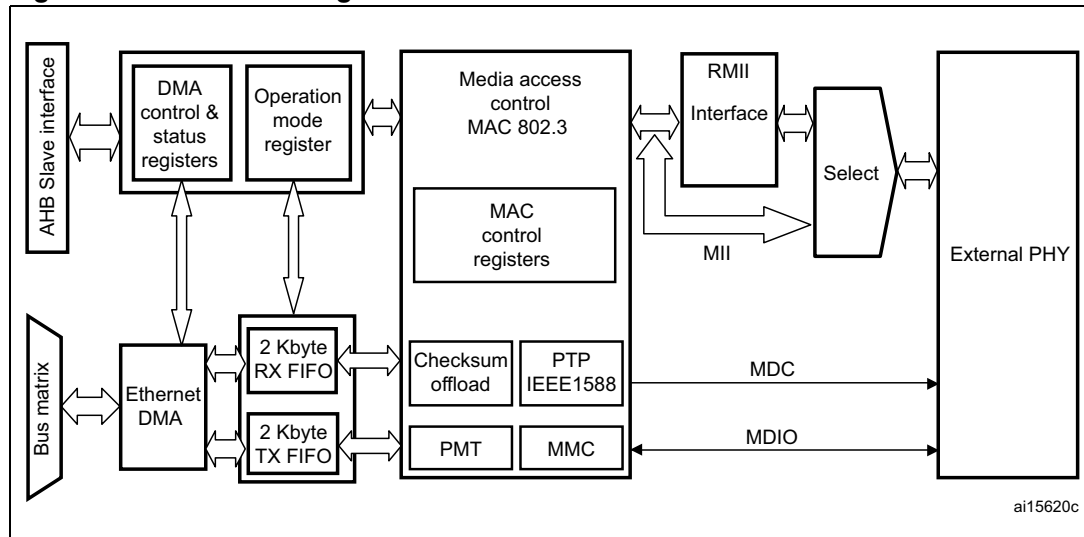 AHB Slave interface
DMA
control &
status
registers
Operation
mode
register
Media access
control
MAC 802.3
RMII
Interface
Select
External PHY
MAC
control
registers
MII
Bus matrix
Ethernet
DMA
2 Kbyte
RX FIFO
2 Kbyte
TX FIFO
Checksum
offload
PTP
IEEE1588
PMT
MMC
MDC
MDIO
ai15620c